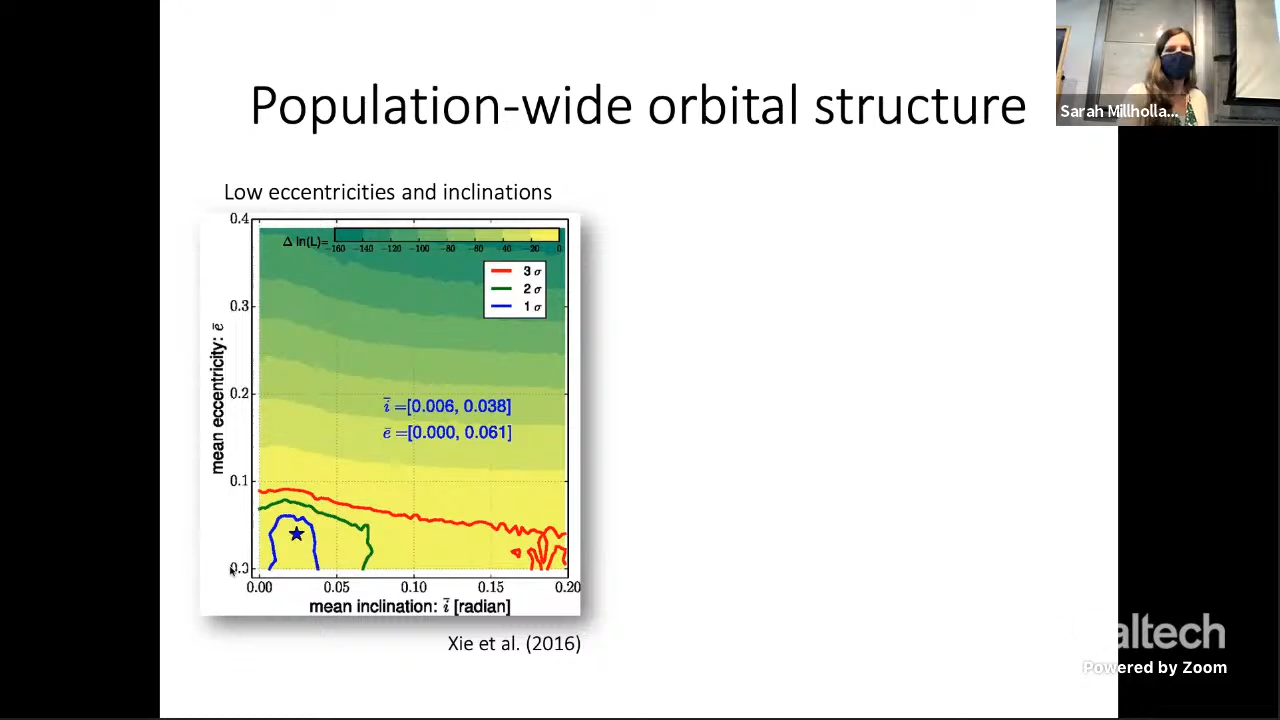 Population-wide orbital structure
Sarah Millholla...
Low eccentricities and inclinations
0.4
Δ ln(L)=
-160 -140 -120 -100 -80 -60 -40 -20 0
3 σ
2 σ
1 σ
0.3
mean eccentricity: ē
0.2
ī =[0.006, 0.038]
ē =[0.000, 0.061]
0.1
0.00 0.05 0.10 0.15 0.20
mean inclination: ī [radian]
Xie et al. (2016)
altech
Powered by Zoom